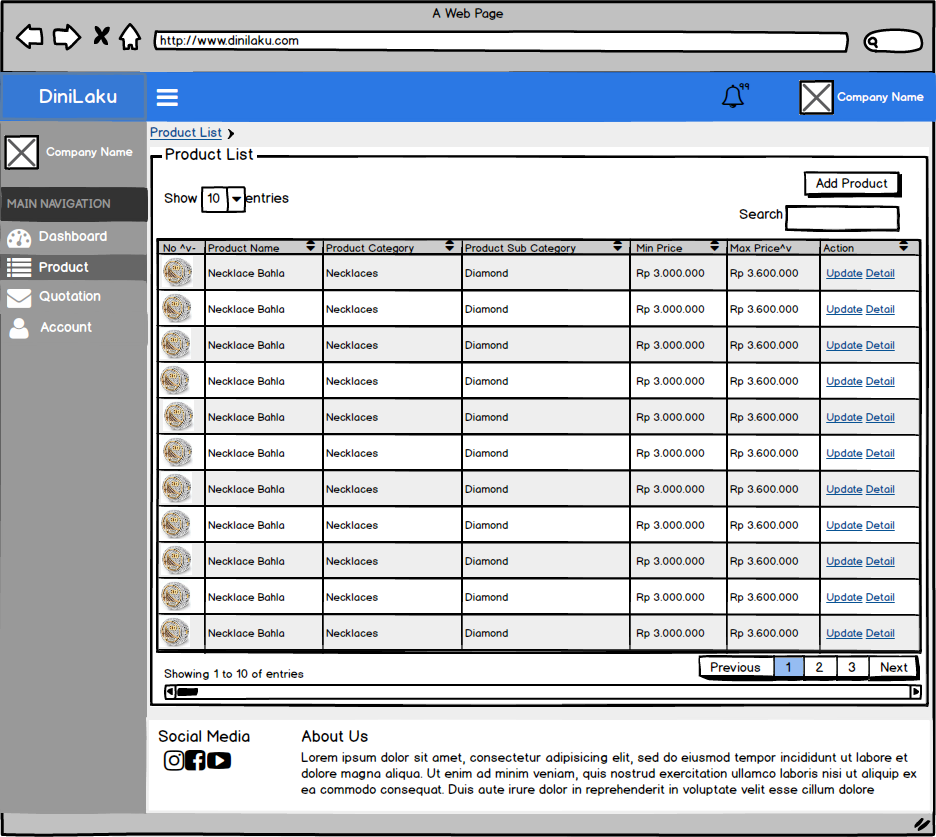 A Web Page
http://www.dinilaku.com
DiniLaku
99
Company Name
Company Name
MAIN NAVIGATION
Dashboard
Product
Quotation
Account
Product List
Product List
Show 10 entries
Add Product
Search
No ^v- Product Name Product Category Product Sub Category Min Price Max Price^v Action
Necklace Bahla Necklaces Diamond Rp 3.000.000 Rp 3.600.000 Update Detail
Necklace Bahla Necklaces Diamond Rp 3.000.000 Rp 3.600.000 Update Detail
Necklace Bahla Necklaces Diamond Rp 3.000.000 Rp 3.600.000 Update Detail
Necklace Bahla Necklaces Diamond Rp 3.000.000 Rp 3.600.000 Update Detail
Necklace Bahla Necklaces Diamond Rp 3.000.000 Rp 3.600.000 Update Detail
Necklace Bahla Necklaces Diamond Rp 3.000.000 Rp 3.600.000 Update Detail
Necklace Bahla Necklaces Diamond Rp 3.000.000 Rp 3.600.000 Update Detail
Necklace Bahla Necklaces Diamond Rp 3.000.000 Rp 3.600.000 Update Detail
Necklace Bahla Necklaces Diamond Rp 3.000.000 Rp 3.600.000 Update Detail
Necklace Bahla Necklaces Diamond Rp 3.000.000 Rp 3.600.000 Update Detail
Necklace Bahla Necklaces Diamond Rp 3.000.000 Rp 3.600.000 Update Detail
Showing 1 to 10 of entries
Previous 1 2 3 Next
Social Media
About Us
Lorem ipsum dolor sit amet, consectetur adipisicing elit, sed do eiusmod tempor incididunt ut labore et
dolore magna aliqua. Ut enim ad minim veniam, quis nostrud exercitation ullamco laboris nisi ut aliquip ex
ea commodo consequat. Duis aute irure dolor in reprehenderit in voluptate velit esse cillum dolore